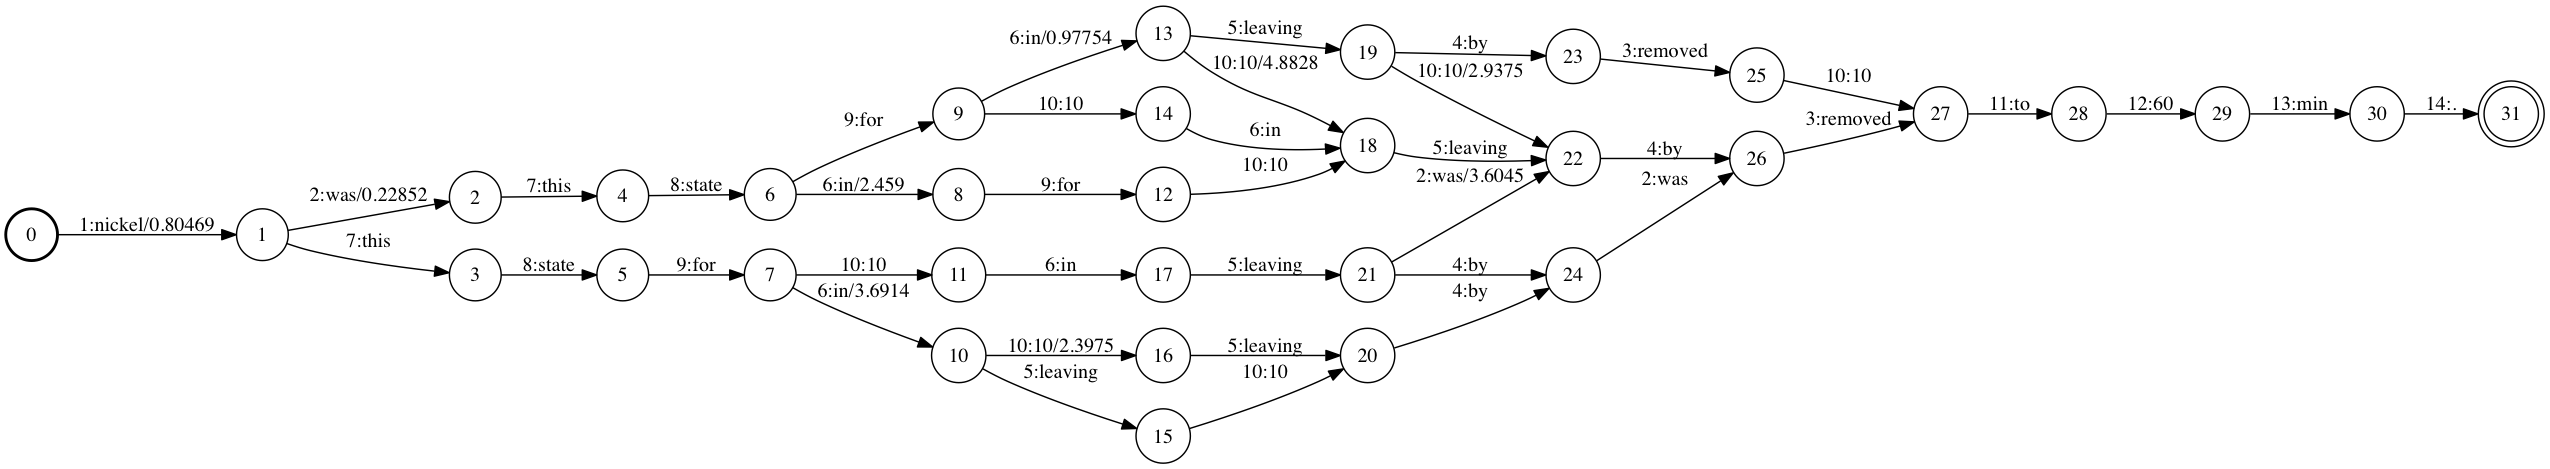 0
1:nickel/0.80469
1
2:was/0.22852
7:this
2
3
7:this
8:state
4
5
8:state
9:for
6
7
9:for
6:in/2.459
10:10
6:in/3.6914
9
8
11
10
6:in/0.97754
10:10
9:for
6:in
10:10/2.3975
5:leaving
13
14
12
17
16
15
5:leaving
10:10/4.8828
6:in
10:10
5:leaving
5:leaving
10:10
19
18
21
20
4:by
10:10/2.9375
5:leaving
2:was/3.6045
4:by
4:by
23
22
24
3:removed
4:by
2:was
25
26
10:10
3:removed
27
11:to
28
12:60
29
13:min
30
14:.
31